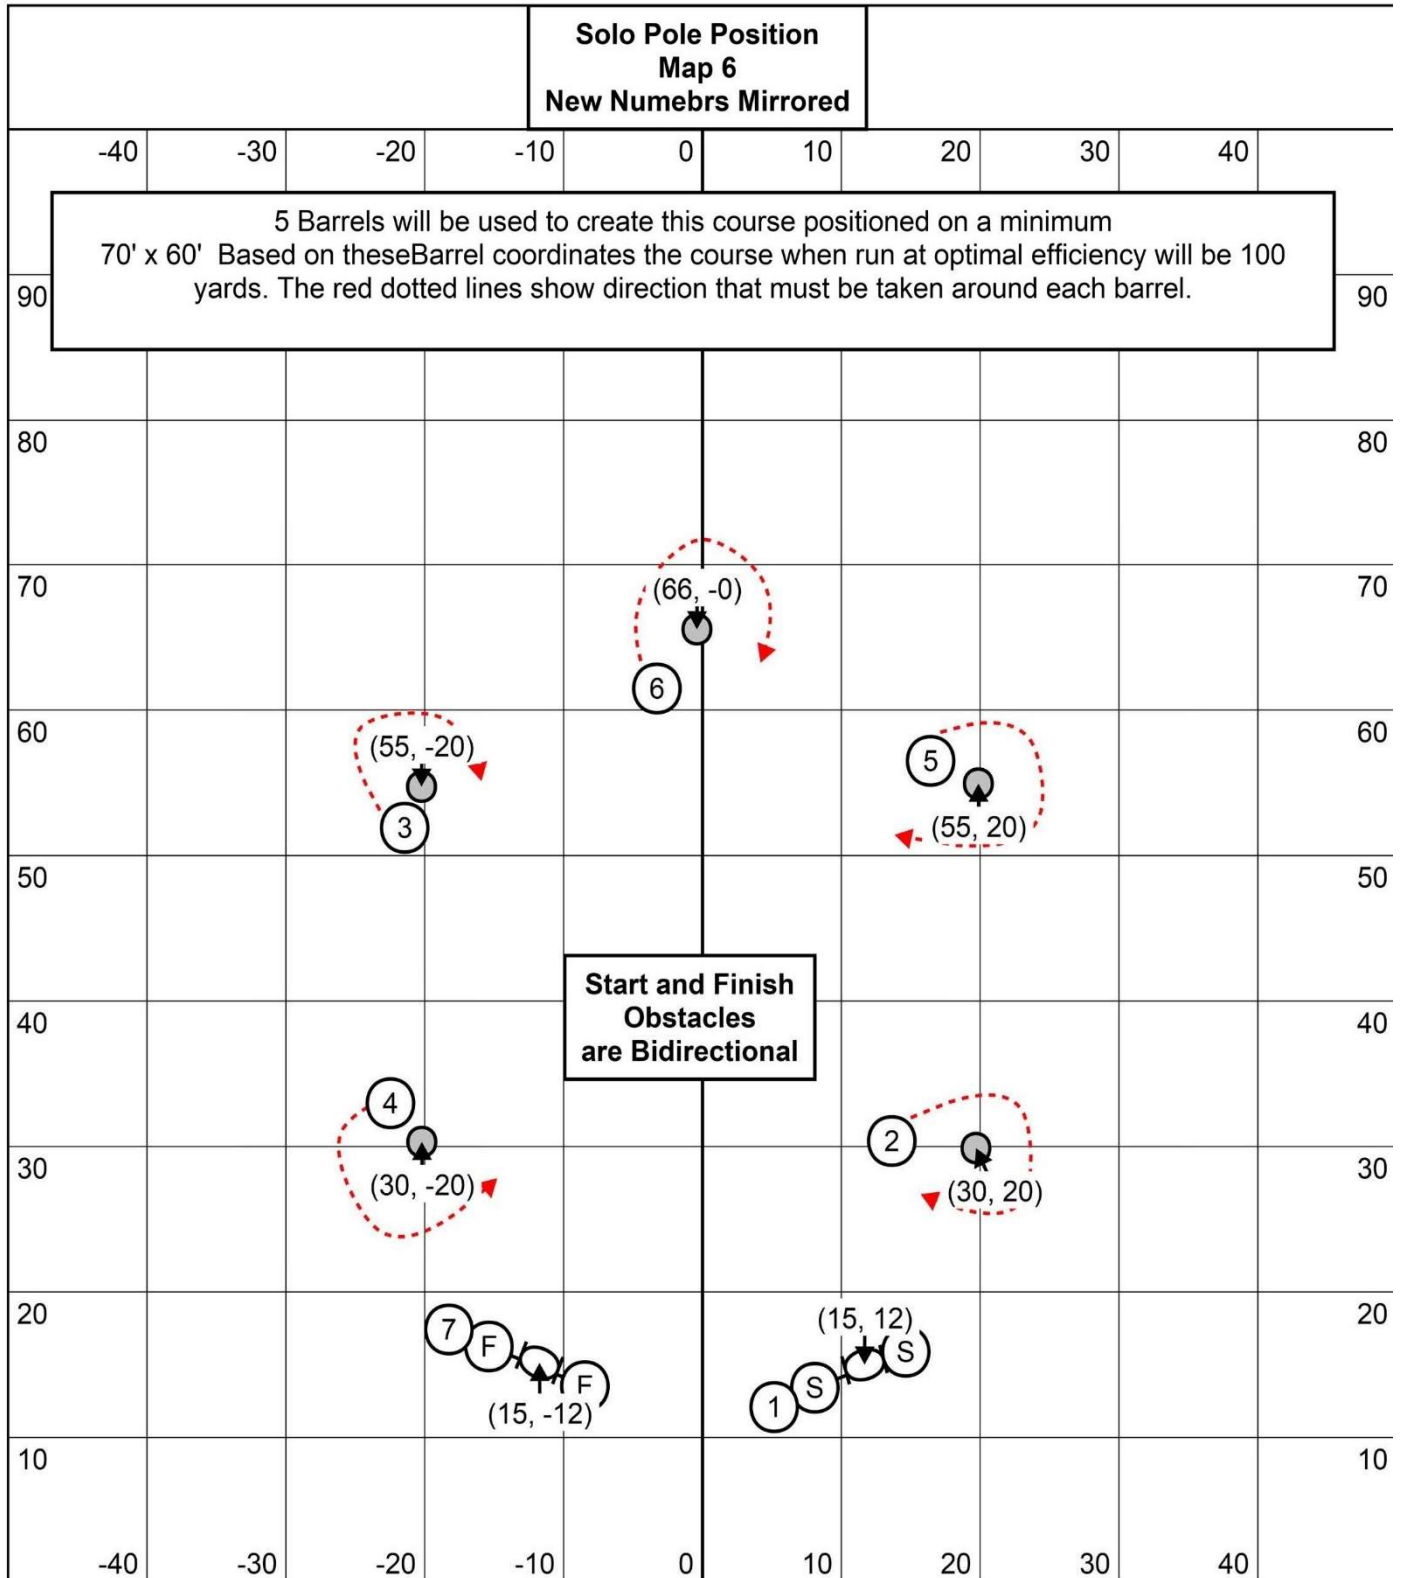 Solo Pole Position
Map 6
New Numebrs Mirrored
-40 -30 -20 -10 0 10 20 30 40
5 Barrels will be used to create this course positioned on a minimum
70' x 60' Based on theseBarrel coordinates the course when run at optimal efficiency will be 100
yards. The red dotted lines show direction that must be taken around each barrel.
90 90
80 80
70 70
(66, -0)
6
60 60
(55, -20)
5
3
(55, 20)
50 50
Start and Finish
Obstacles
are Bidirectional
40 40
4
2
30 30
(30, -20)
(30, 20)
20 20
(15, 12)
7 F F
S S 1
(15, -12)
10 10
-40 -30 -20 -10 0 10 20 30 40